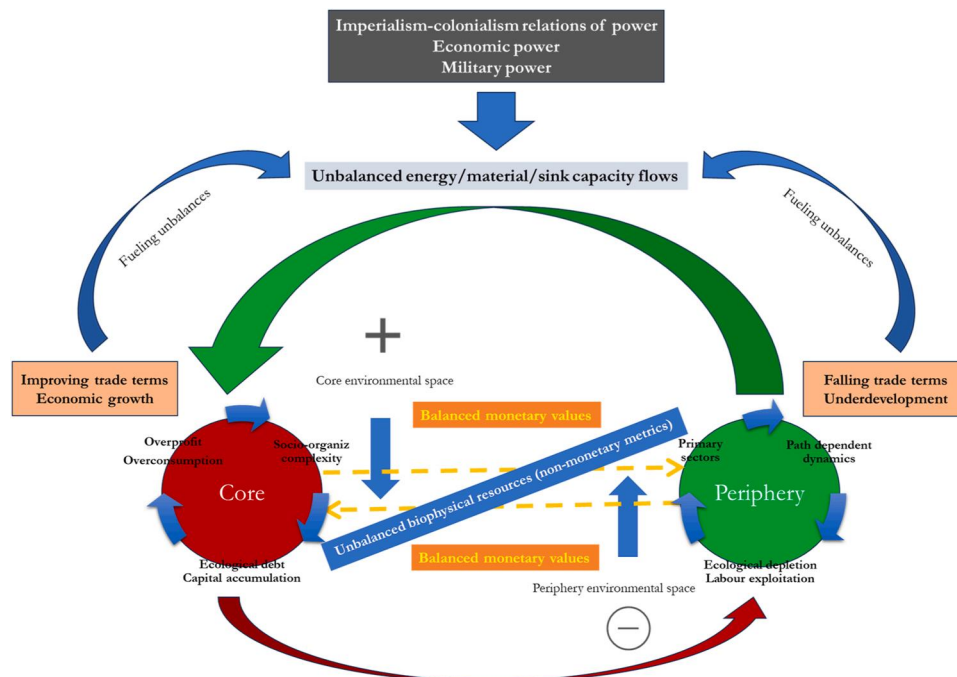 Imperialism-colonialism relations of power
Economic power
Military power
Unbalanced energy/material/sink capacity flows
Fueling unbalances
Fueling unbalances
Improving trade terms
Economic growth
+
Core environmental space
Falling trade terms
Underdevelopment
Balanced monetary values
Overprofit
Overconsumption
Socio-organiz
complexity
Core
Ecological debt
Capital accumulation
Unbalanced biophysical resources (non-monetary metrics)
Primary
sectors
Path dependent
dynamics
Periphery
Ecological depletion
Labour exploitation
Balanced monetary values
Periphery environmental space
−